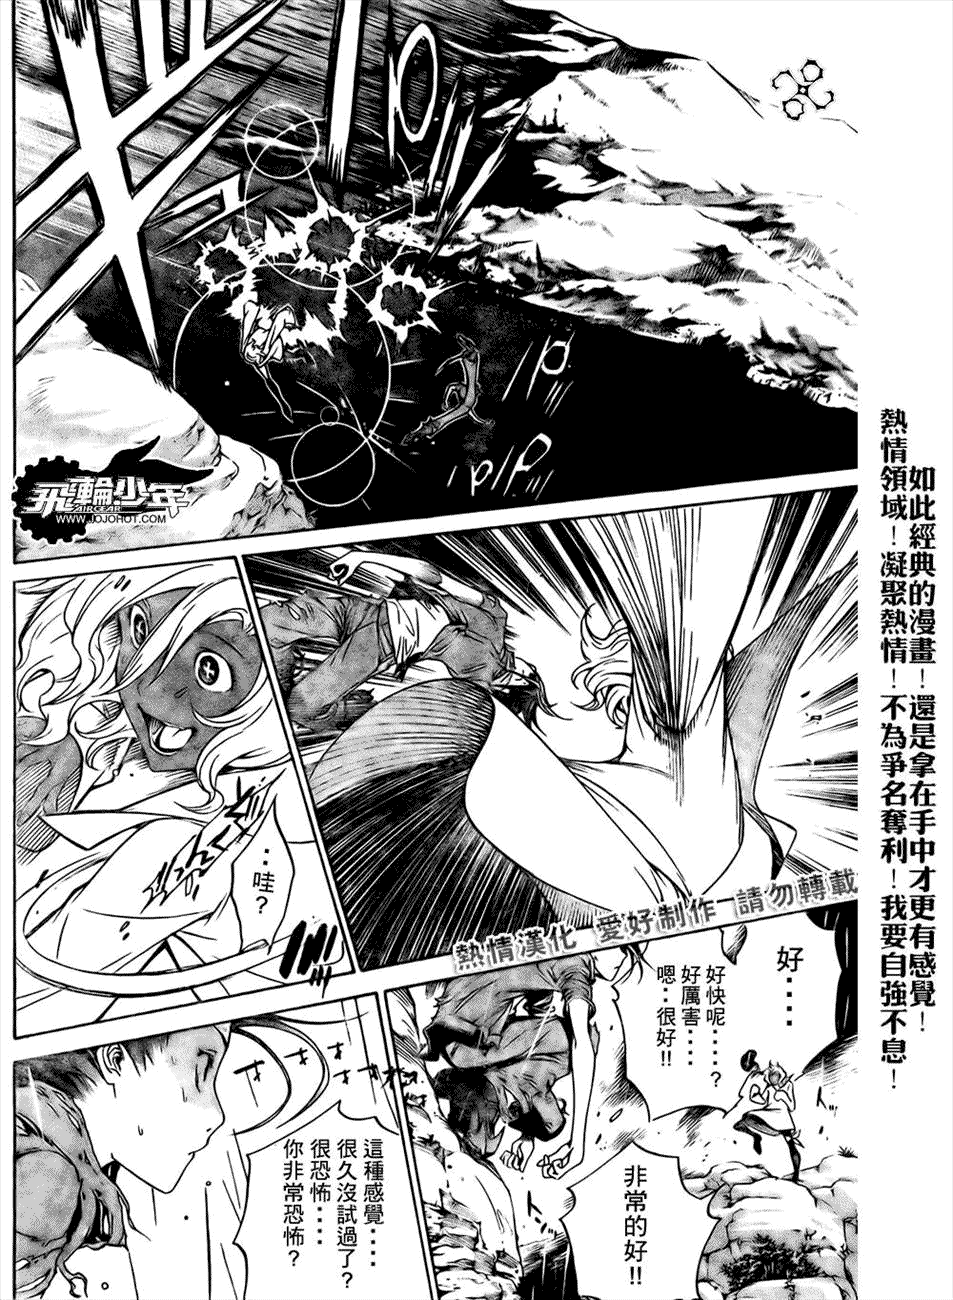 如此經典的漫畫！還是拿在手中才更有感覺！
熱情領域！凝聚熱情！不為爭名奪利！我要自強不息！
飛輪少年
AIRGEAR
WWW.JOJOHOT.COM
‥哇？
熱情漢化 愛好制作 請勿轉載
好‥‥
好快呢‥‥？
好厲害‥‥
嗯‥很好!!
非常的好!!
這種感覺‥‥
很久沒試過了？
很恐怖‥‥
你非常恐怖？